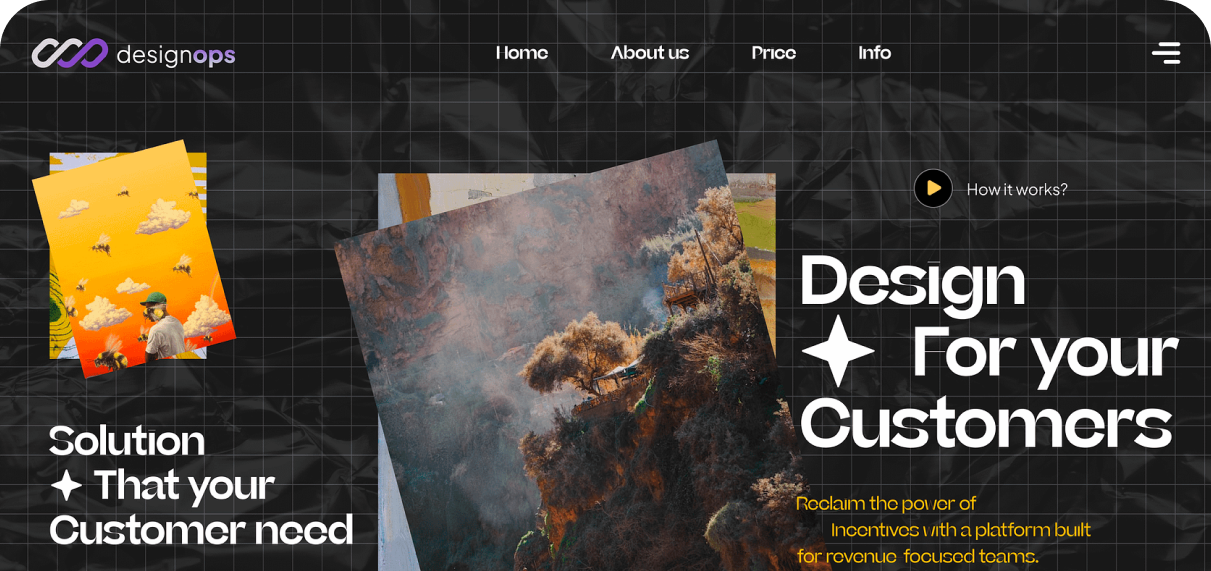 designops
Home
About us
Price
Info
How it works?
Design
For your
Customers
Solution
That your
Customer need
Reclaim the power of
Incentives with a platform built
for revenue-focused teams.